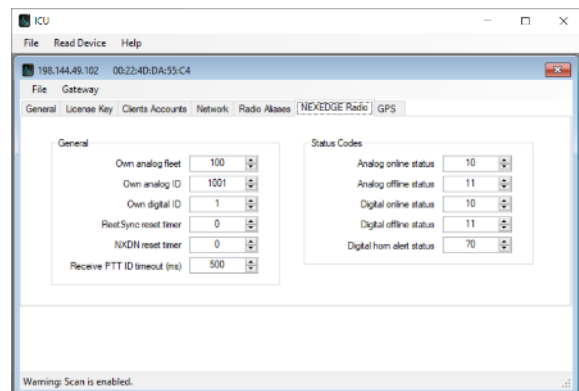 ICU
File Read Device Help
198.144.49.102 00:22:4D:DA:55:C4
File Gateway
General License Key Clients Accounts Network Radio Aliases NEXEDGE Radio GPS
General
Own analog fleet 100
Own analog ID 1001
Own digital ID 1
FleetSync reset timer 0
NXDN reset timer 0
Receive PTT ID timeout (ms) 500
Status Codes
Analog online status 10
Analog offline status 11
Digital online status 10
Digital offline status 11
Digital horn alert status 70
Warning: Scan is enabled.